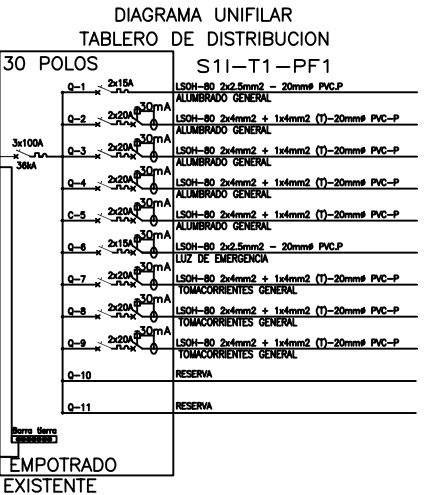 DIAGRAMA UNIFILAR
TABLERO DE DISTRIBUCION
30 POLOS
S1I-T1-PF1
Q-1 2x15A LSOH-80 2x2.5mm2 - 20mmø PVC.P
ALUMBRADO GENERAL
Q-2 2x20A 30mA LSOH-80 2x4mm2 + 1x4mm2 (T)-20mmø PVC-P
ALUMBRADO GENERAL
3x100A
36kA
Q-3 2x20A 30mA LSOH-80 2x4mm2 + 1x4mm2 (T)-20mmø PVC-P
ALUMBRADO GENERAL
Q-4 2x20A 30mA LSOH-80 2x4mm2 + 1x4mm2 (T)-20mmø PVC-P
ALUMBRADO GENERAL
C-5 2x20A 30mA LSOH-80 2x4mm2 + 1x4mm2 (T)-20mmø PVC-P
ALUMBRADO GENERAL
Q-6 2x15A 30mA LSOH-80 2x2.5mm2 - 20mmø PVC.P
LUZ DE EMERGENCIA
Q-7 2x20A 30mA LSOH-80 2x4mm2 + 1x4mm2 (T)-20mmø PVC-P
TOMACORRIENTES GENERAL
Q-8 2x20A 30mA LSOH-80 2x4mm2 + 1x4mm2 (T)-20mmø PVC-P
TOMACORRIENTES GENERAL
Q-9 2x20A 30mA LSOH-80 2x4mm2 + 1x4mm2 (T)-20mmø PVC-P
TOMACORRIENTES GENERAL
Q-10 RESERVA
Q-11 RESERVA
Barra tierra
EMPOTRADO
EXISTENTE